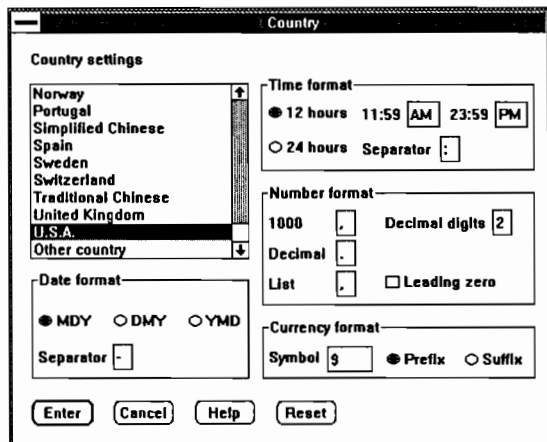 Country
Country settings
Norway
Portugal
Simplified Chinese
Spain
Sweden
Switzerland
Traditional Chinese
United Kingdom
U.S.A.
Other country
Time format
12 hours 11:59 AM 23:59 PM
24 hours Separator :
Number format
1000 , Decimal digits 2
Decimal .
List , Leading zero
Date format
MDY DMY YMD
Separator -
Currency format
Symbol $ Prefix Suffix
Enter Cancel Help Reset